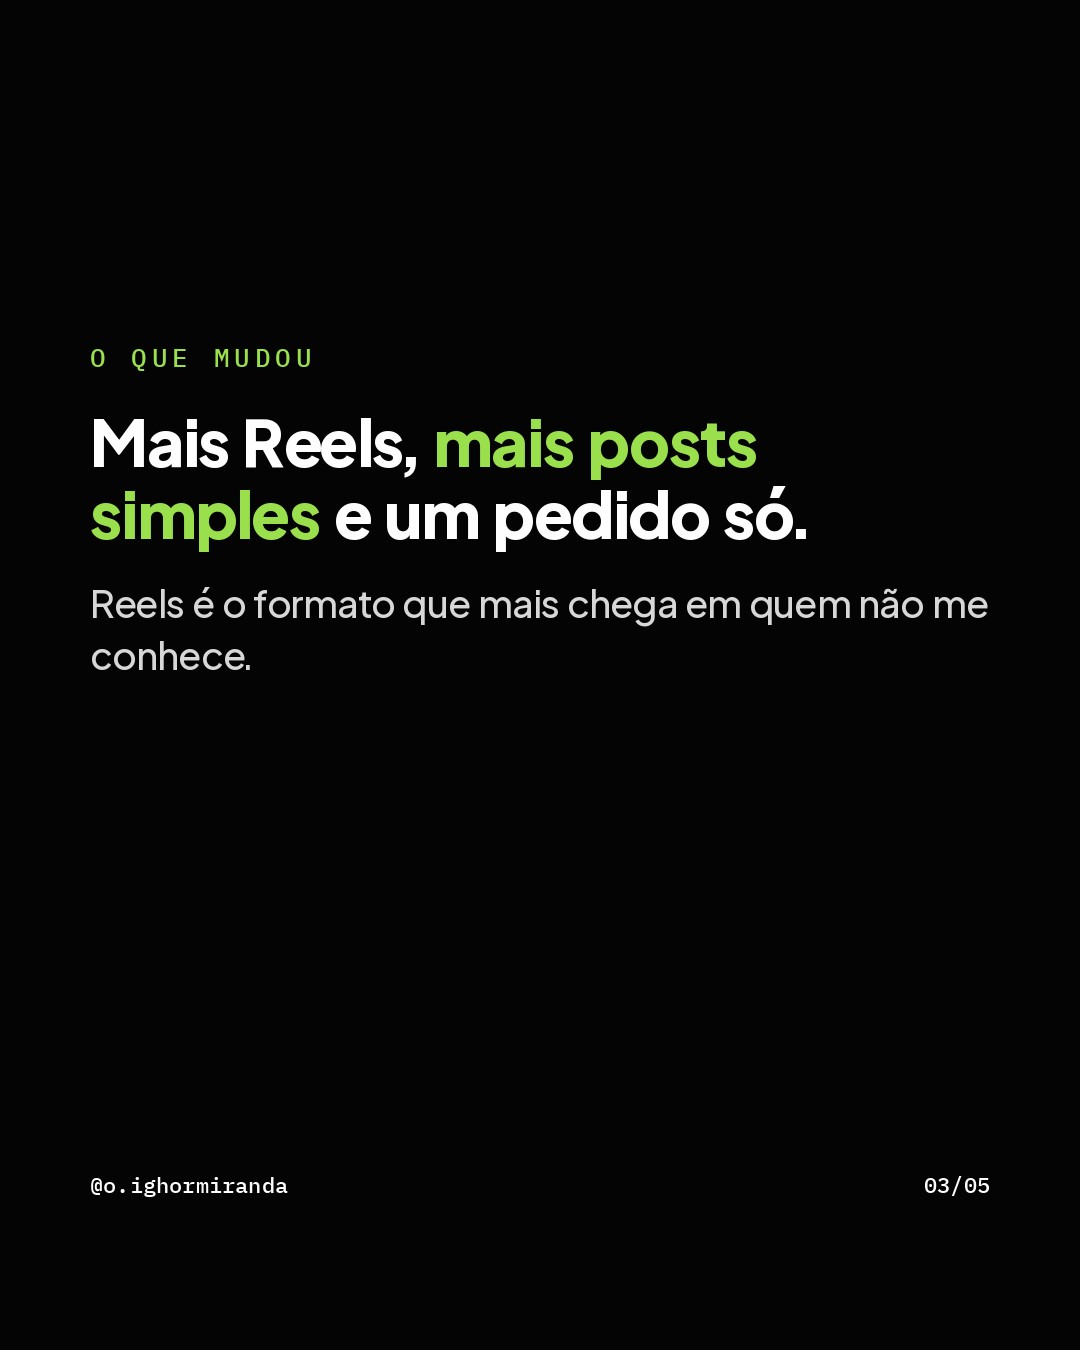 O QUE MUDOU
Mais Reels, mais posts
simples e um pedido só.
Reels é o formato que mais chega em quem não me
conhece.
@o.ighormiranda
03/05